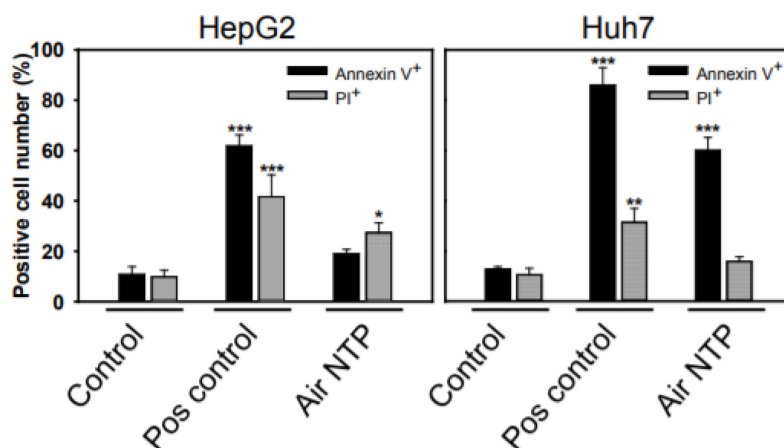 HepG2
Huh7
Positive cell number (%)
100
80
60
40
20
0
Annexin V+
PI+
***
***
*
Annexin V+
PI+
***
**
***
Control
Pos control
Air NTP
Control
Pos control
Air NTP